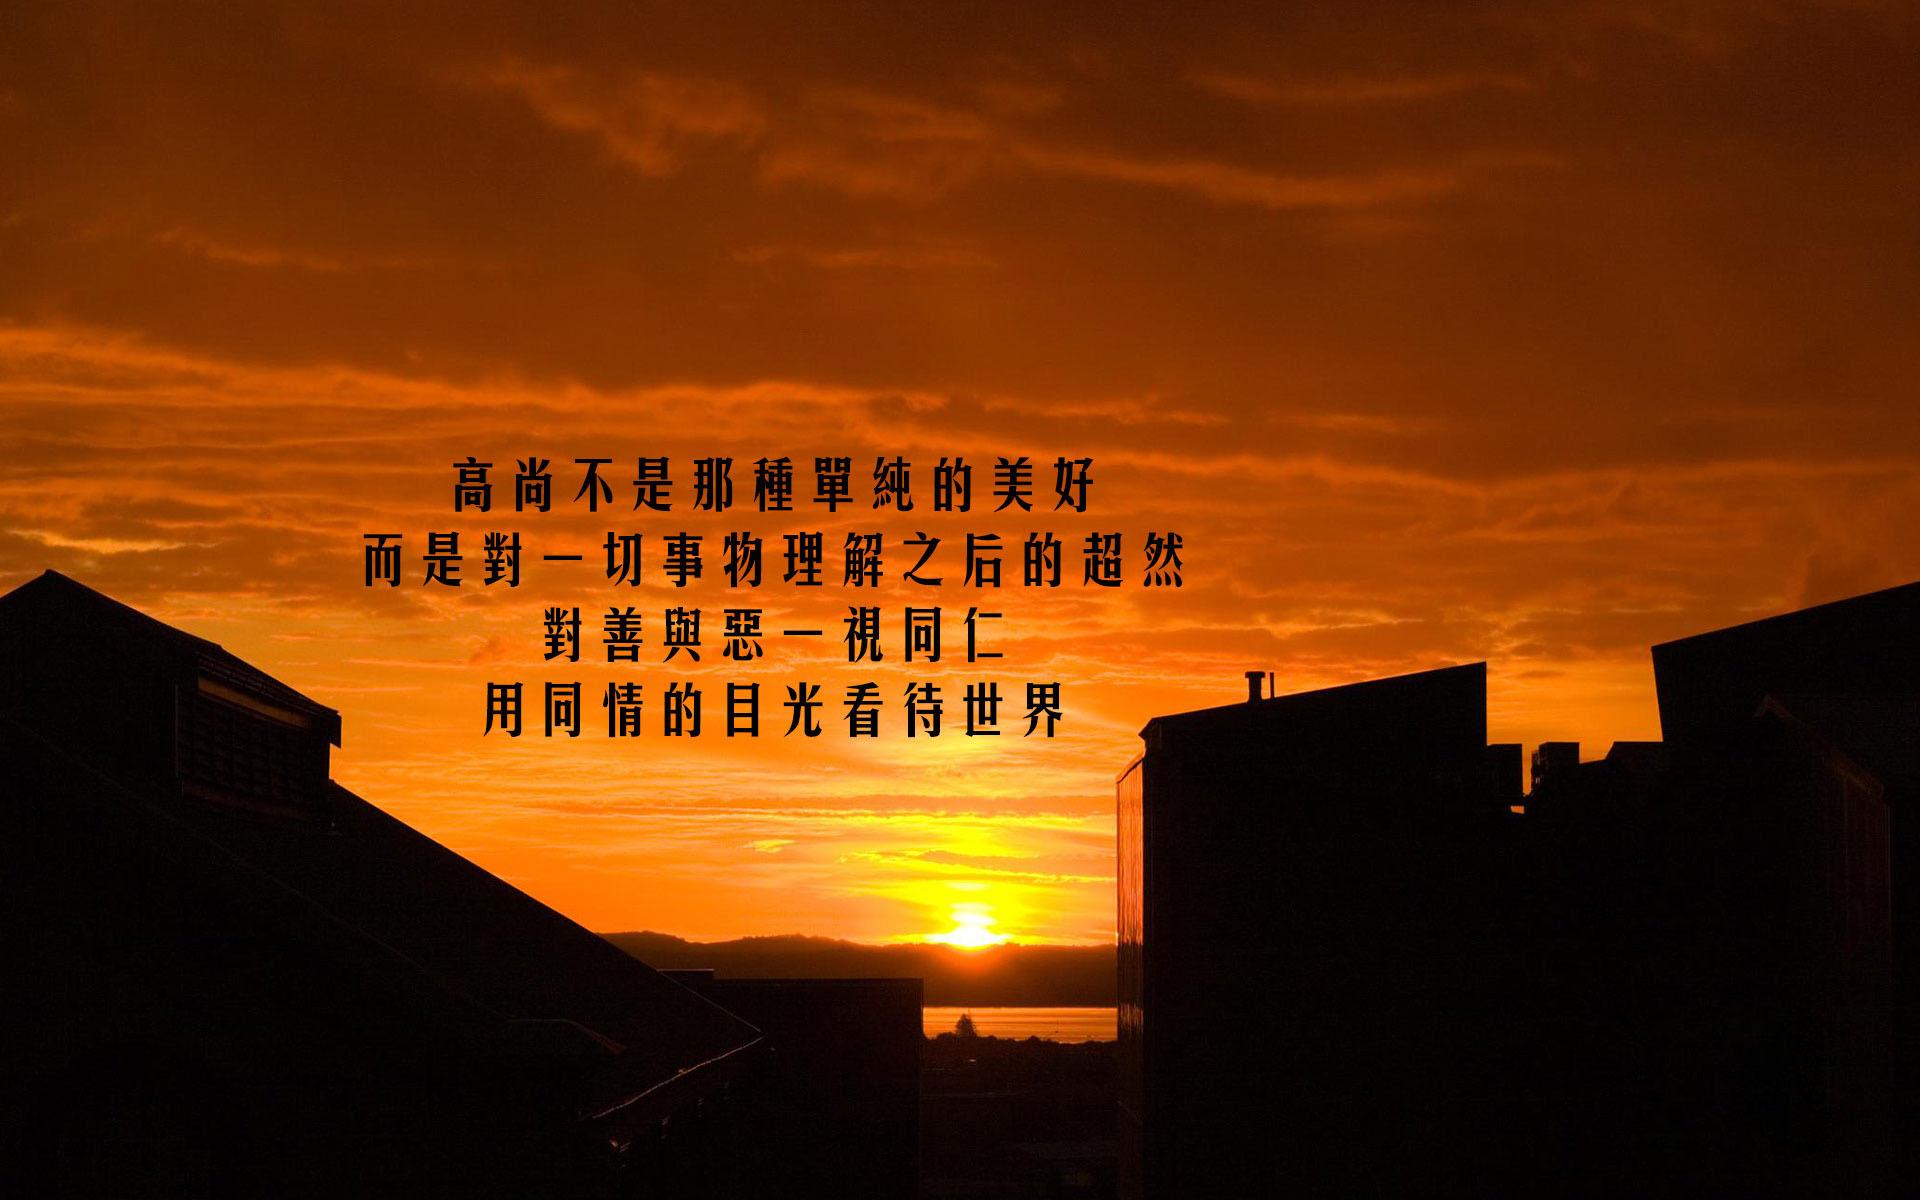 高尚不是那種單純的美好
而是對一切事物理解之后的超然
對善與惡一視同仁
用同情的目光看待世界